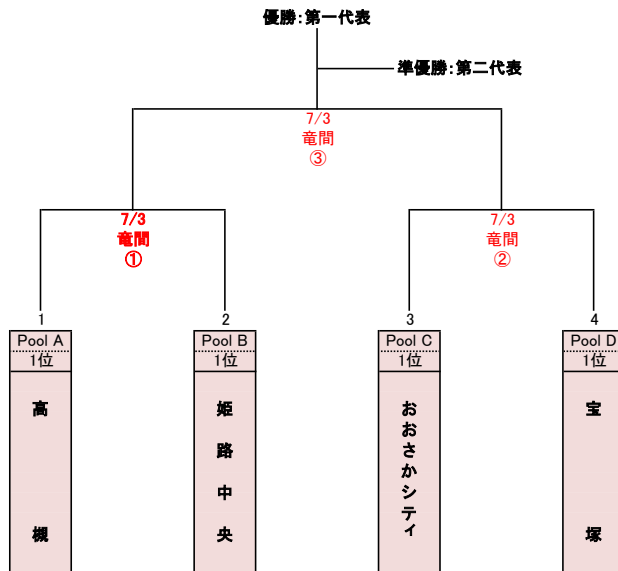 優勝:第一代表
準優勝:第二代表
7/3
竜間
③
7/3
竜間
①
7/3
竜間
②
1
2
3
4
Pool A
1位
高槻
Pool B
1位
姫路中央
Pool C
1位
おおさかシティ
Pool D
1位
宝塚